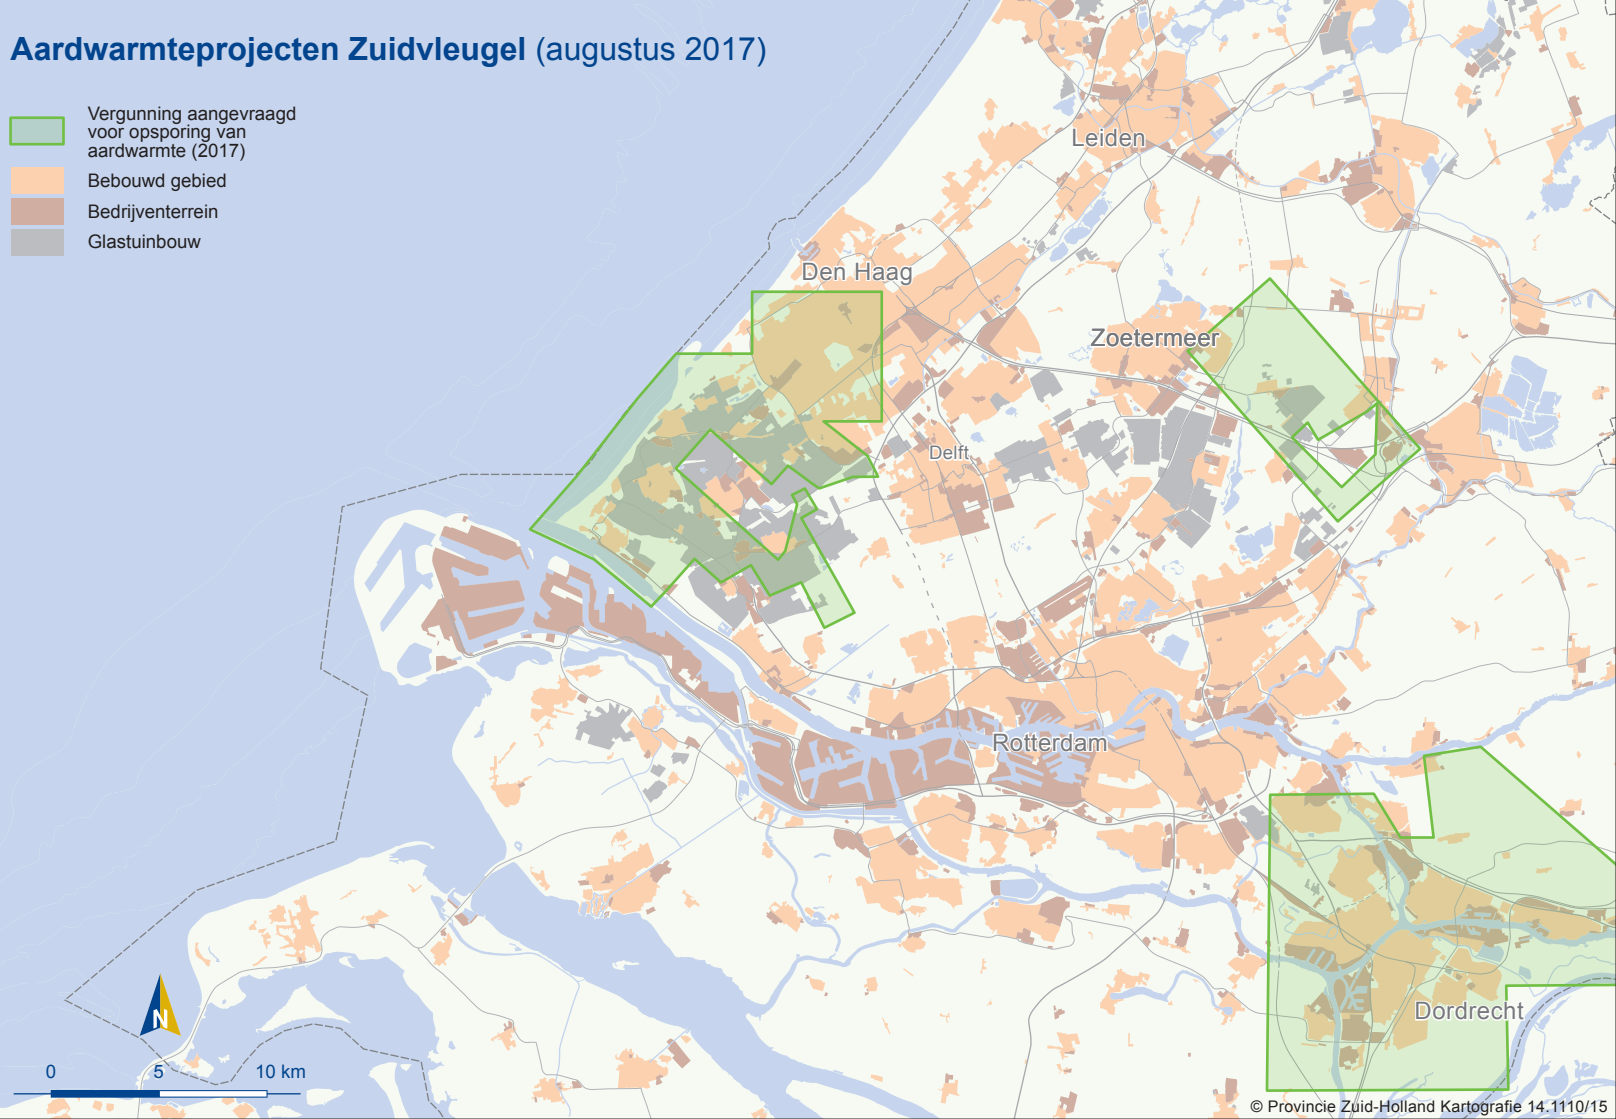 Aardwarmteprojecten Zuidvleugel (augustus 2017)
Vergunning aangevraagd
voor opsporing van
aardwarmte (2017)
Bebouwd gebied
Bedrijventerrein
Glastuinbouw
Leiden
Den Haag
Zoetermeer
Delft
Rotterdam
Dordrecht
N
0 5 10 km
© Provincie Zuid-Holland Kartografie 14.1110/15